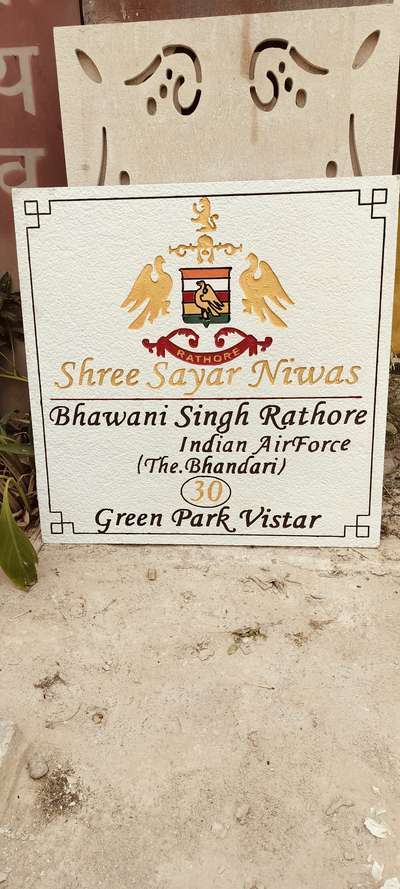 य
व
RATHORE
Shree Sayar Niwas
Bhawani Singh Rathore
Indian AirForce
(The.Bhandari)
30
Green Park Vistar